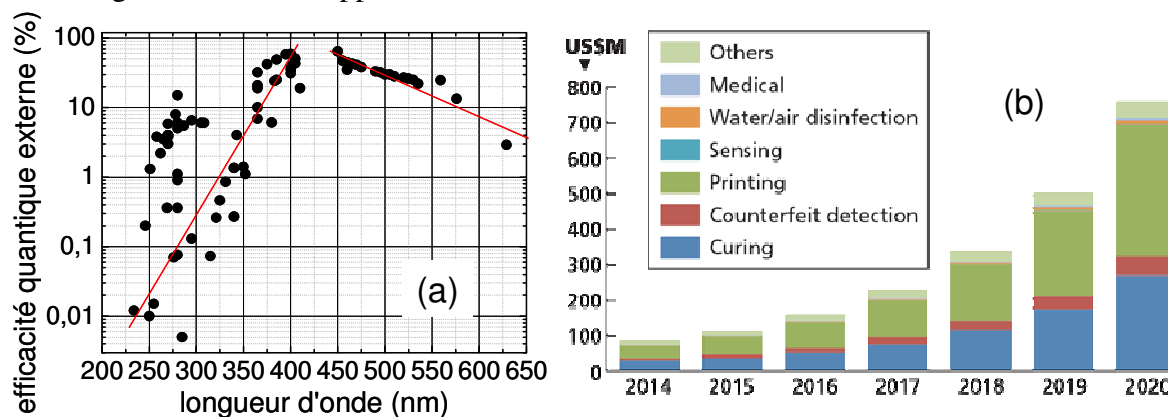 efficacité quantique externe (%)
100
10
1
0,1
0,01
(a)
200 250 300 350 400 450 500 550 600 650
longueur d'onde (nm)
US$M
800
700
600
500
400
300
200
100
0
Others
Medical
Water/air disinfection
Sensing
Printing
Counterfeit detection
Curing
(b)
2014 2015 2016 2017 2018 2019 2020